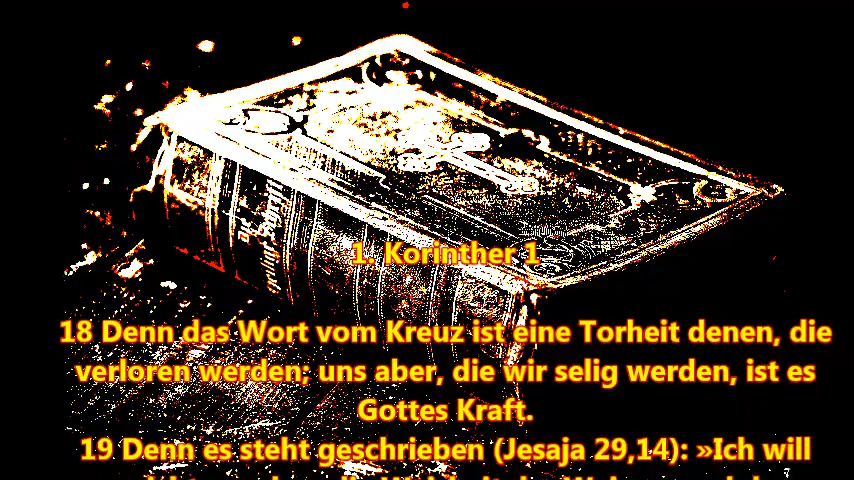 1. Korinther 1
18 Denn das Wort vom Kreuz ist eine Torheit denen, die
verloren werden; uns aber, die wir selig werden, ist es
Gottes Kraft.
19 Denn es steht geschrieben (Jesaja 29,14): »Ich will